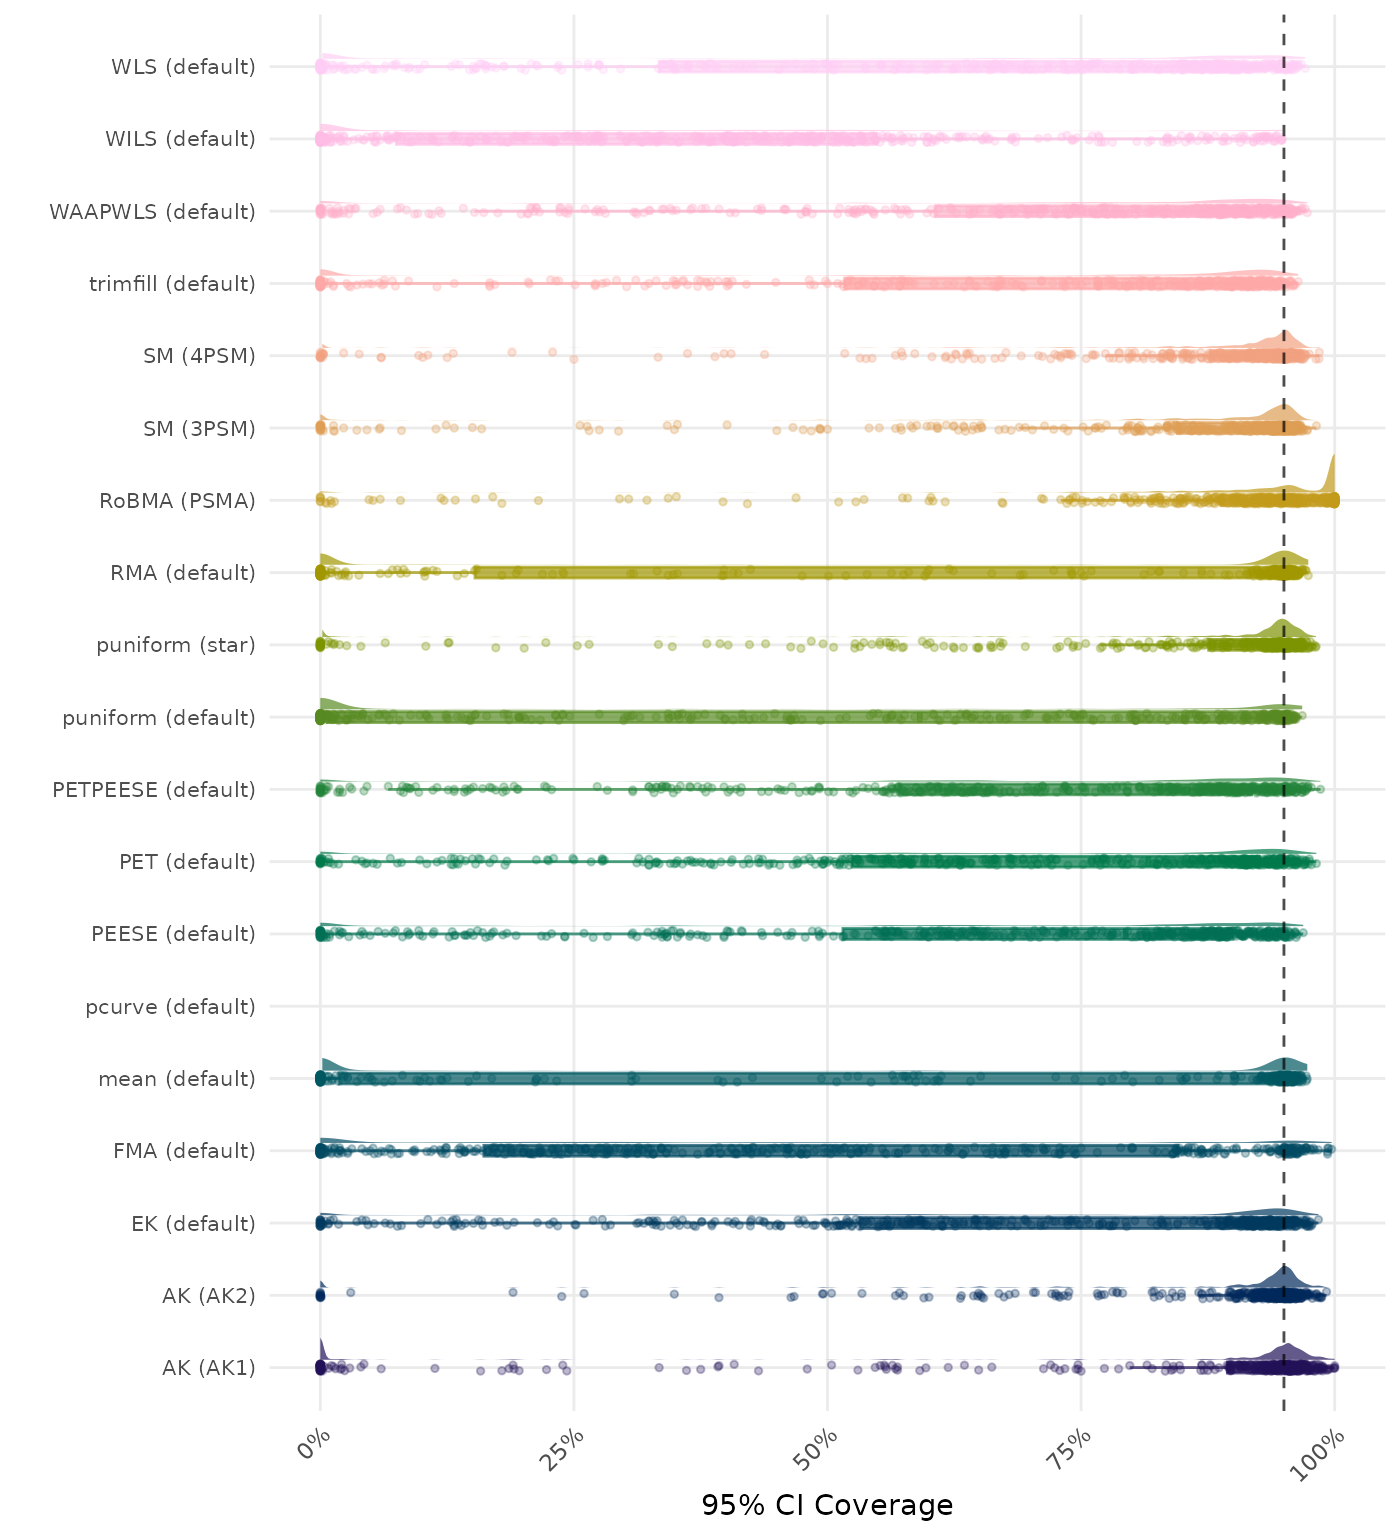 WLS (default)
WILS (default)
WAAPWLS (default)
trimfill (default)
SM (4PSM)
SM (3PSM)
RoBMA (PSMA)
RMA (default)
puniform (star)
puniform (default)
PETPEESE (default)
PET (default)
PEESE (default)
pcurve (default)
mean (default)
FMA (default)
EK (default)
AK (AK2)
AK (AK1)
0%
25%
50%
75%
100%
95% CI Coverage